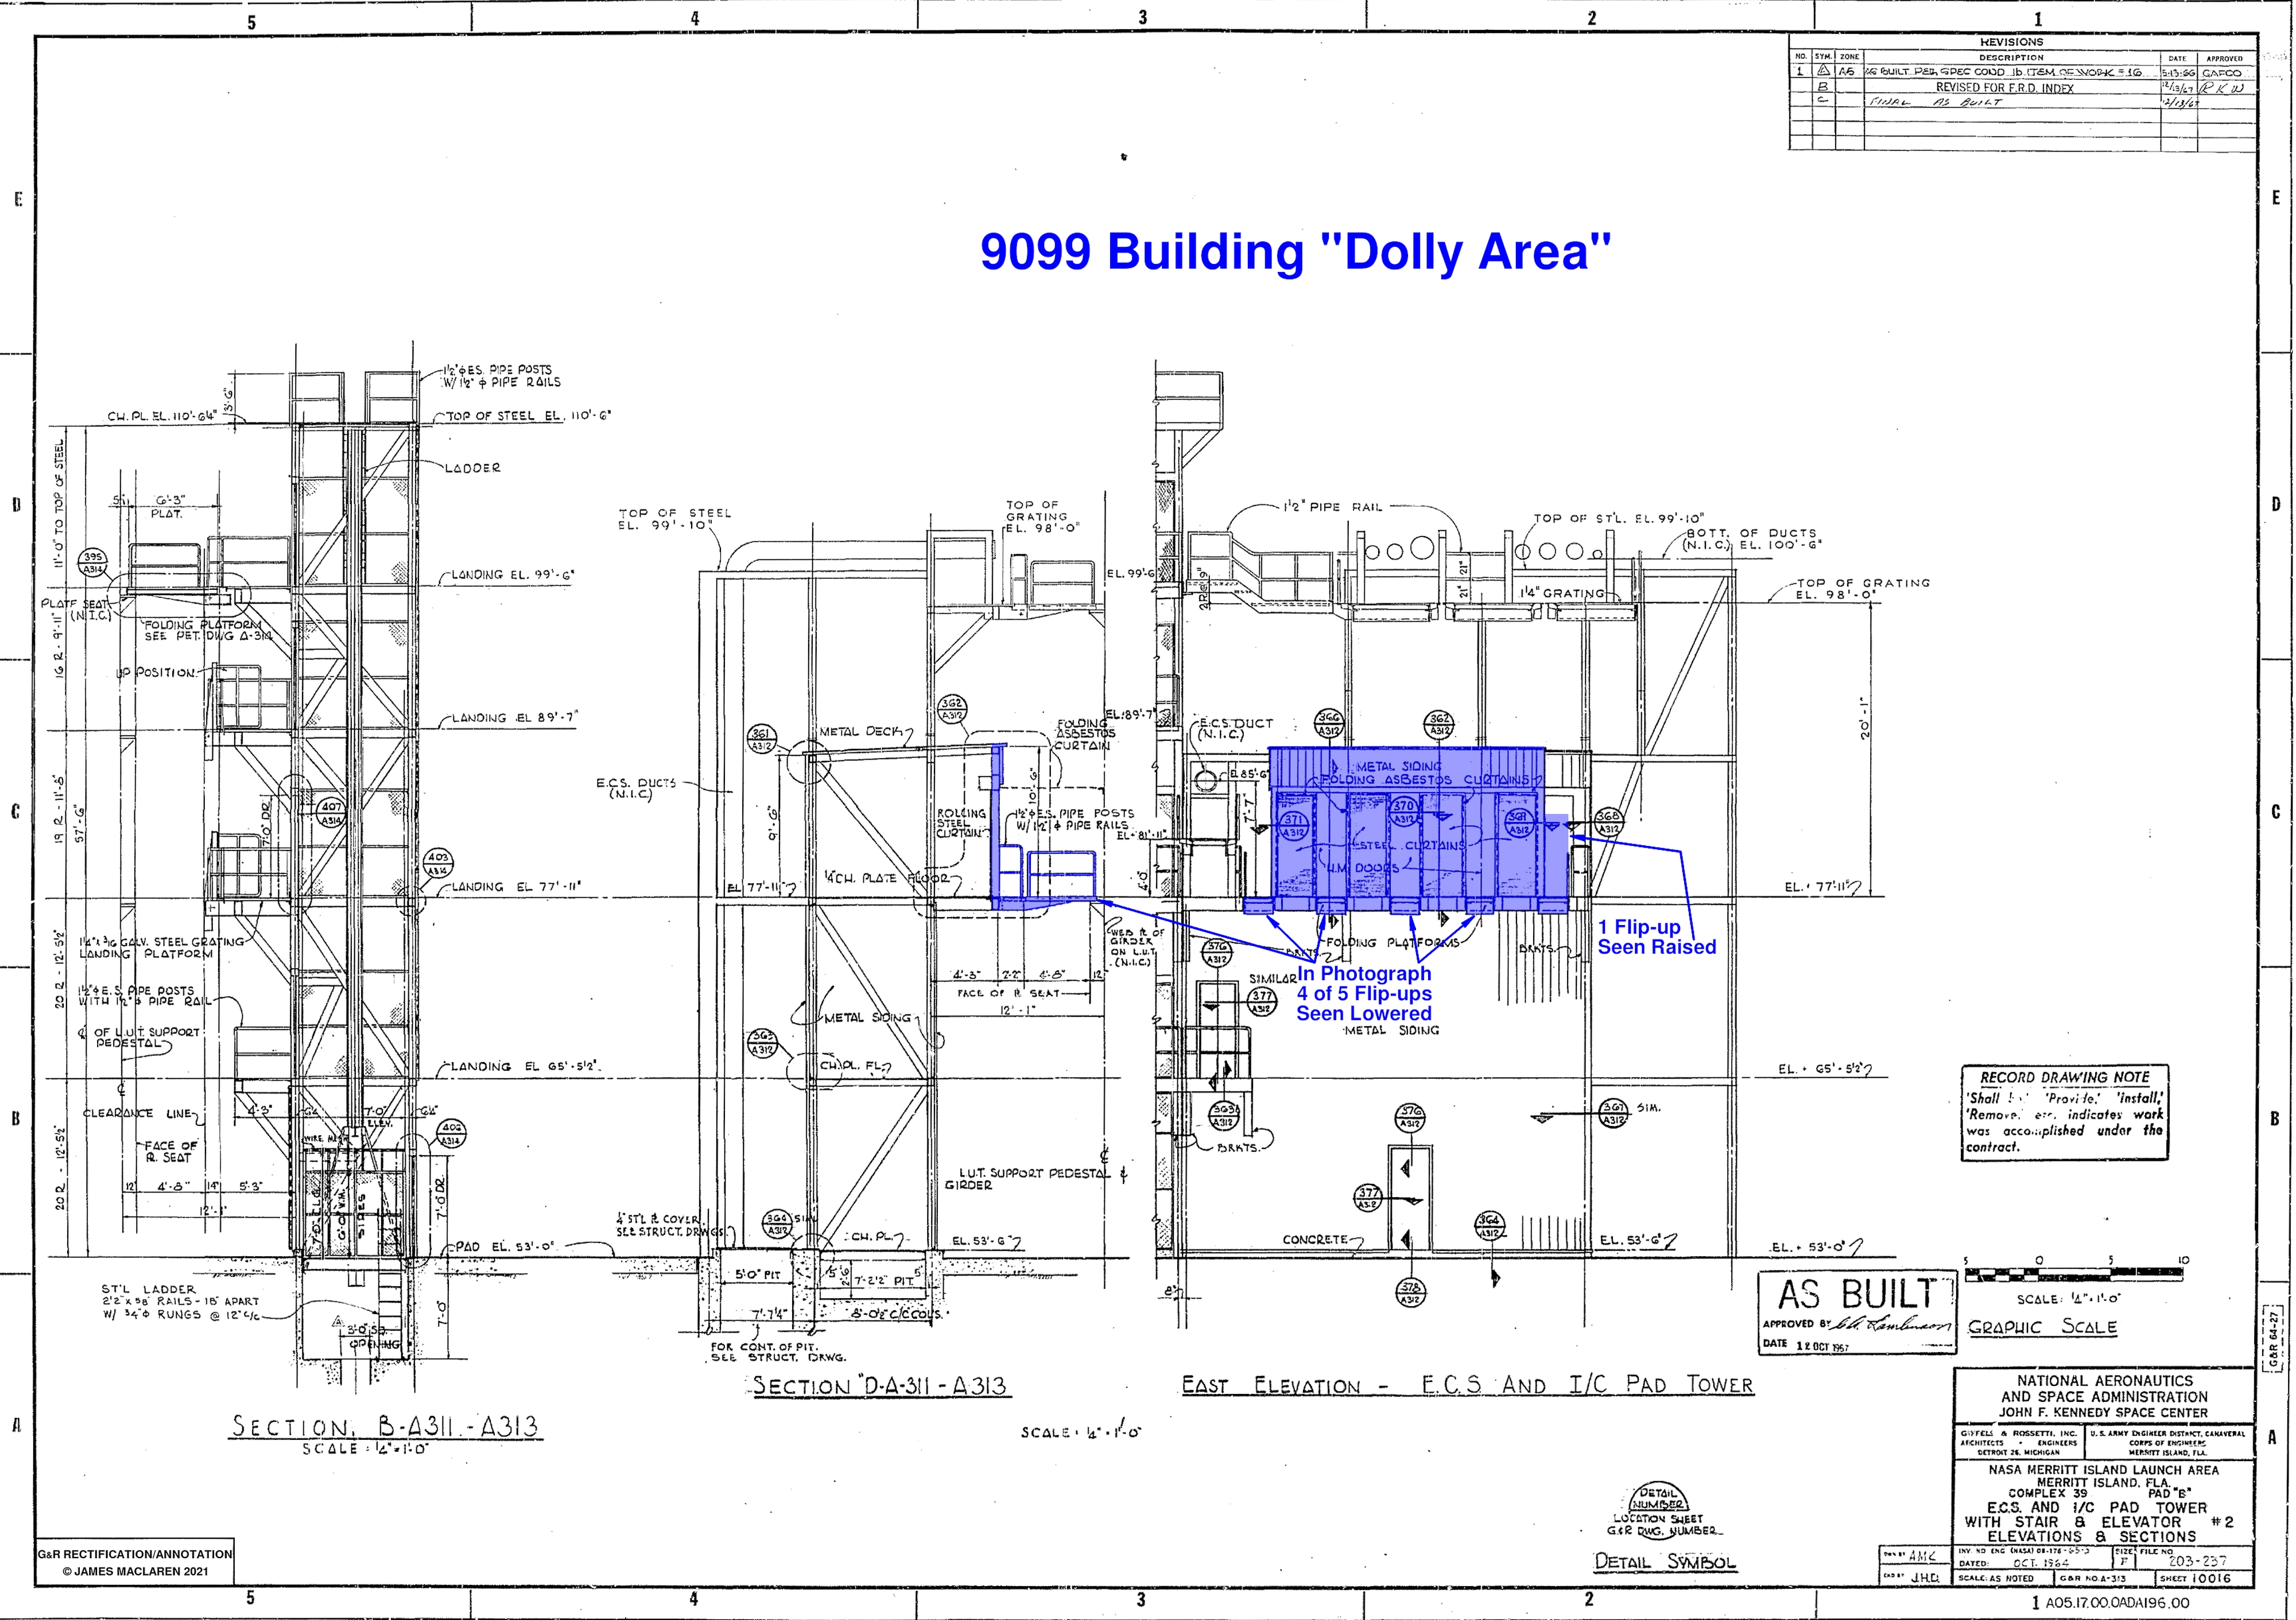 5
4
3
2
1
REVISIONS
NO. SYM. ZONE DESCRIPTION DATE APPROVED
1 A A5 AS BUILT PER SPEC COND 1b ITEM OF WORK #16 5-13-66 GAFCO
B REVISED FOR F.R.D. INDEX 12/13/67 RKW
C FINAL AS BUILT 12/13/67
E
E
9099 Building "Dolly Area"
D
D
C
C
B
B
A
A
1½"φ E.S. PIPE POSTS
W/ 1½" φ PIPE RAILS
3'-6"
CH. PL. EL. 110'-6¼"
TOP OF STEEL EL. 110'-6"
LADDER
11'-0" TO TOP OF STEEL
5"
6'-3"
PLAT.
395
A314
LANDING EL. 99'-6"
PLATF SEAT
(N.I.C.)
FOLDING PLATFORM
SEE PET. DWG A-314
16 R - 9'-11"
UP POSITION
LANDING EL 89'-7"
19 R - 11'-8"
57'-6"
7'-0" DR.
407
A314
403
A314
LANDING EL 77'-11"
1¼" x 3/16 GALV. STEEL GRATING
LANDING PLATFORM
20 R - 12'-5½"
1½"φ E.S. PIPE POSTS
WITH 1½" φ PIPE RAIL
℄ OF L.U.T. SUPPORT
PEDESTAL
LANDING EL 65'-5½"
CLEARANCE LINE
4'-3"
6¼"
7'-0"
ELEV.
6¼"
402
A314
WIRE MESH
FACE OF
R. SEAT
12"
4'-8"
14"
5'-3"
12'-1"
7'-0" DR.
20 R - 12'-5½"
PAD EL. 53'-0"
ST'L LADDER
2½" x 3/8" RAILS - 18" APART
W/ ¾"φ RUNGS @ 12" C/C
3'-0" SQ.
OPENING
7'-0"
SECTION B-A311-A313
SCALE: ¼"=1'-0"
TOP OF STEEL
EL. 99'-10"
TOP OF
GRATING
EL. 98'-0"
362
A312
361
A312
METAL DECK
FOLDING
ASBESTOS
CURTAIN
E.C.S. DUCTS
(N.I.C)
9'-6"
10'-6"
ROLLING
STEEL
CURTAIN
1½"φ E.S. PIPE POSTS
W/ 1½" φ PIPE RAILS
EL 77'-11"
¼" CH. PLATE FLOOR
WEB ℄ OF
GIRDER
ON L.U.T.
(N.I.C)
4'-3"
2'-2"
4'-8"
12"
FACE OF R SEAT
12'-1"
METAL SIDING
363
A312
CH. PL. FL.
L.U.T. SUPPORT PEDESTAL ℄
GIRDER
¼" STL ℄ COVER
SEE STRUCT. DRWGS.
364
A312
SIM.
CH. PL.
EL. 53'-6"
5'-0" PIT
7'-2½" PIT
7'-7¼"
8'-0½" C/C COLS.
FOR CONT. OF PIT.
SEE STRUCT. DRWG.
SECTION D-A-311-A313
SCALE: ¼"=1'-0"
1½" PIPE RAIL
TOP OF ST'L. EL. 99'-10"
BOTT. OF DUCTS
(N.I.C.) EL. 100'-6"
EL. 99'-6"
21"
21"
1¼" GRATING
TOP OF GRATING
EL. 98'-0"
EL. 89'-7"
E.C.S. DUCT
(N.I.C.)
366
A312
362
A312
20'-1"
METAL SIDING
FOLDING ASBESTOS CURTAINS
EL 85'-6"
7'-7"
371
A312
370
A312
369
A312
368
A312
EL. 81'-11"
STEEL CURTAINS
H.M. DOORS
4'-0"
EL. 77'-11"
1 Flip-up
Seen Raised
BRKTS.
FOLDING PLATFORMS
BRKTS.
376
A312
SIMILAR
377
A312
In Photograph
4 of 5 Flip-ups
Seen Lowered
METAL SIDING
EL. 65'-5½"
363
A312
BRKTS.
376
A312
367
A312
SIM.
377
A312
364
A312
CONCRETE
EL. 53'-6"
EL. 53'-0"
378
A312
8"
EAST ELEVATION - E.C.S AND I/C PAD TOWER
RECORD DRAWING NOTE
'Shall be' 'Provide,' 'install,'
'Remove,' etc. indicates work
was accomplished under the
contract.
AS BUILT
APPROVED BY
DATE 12 OCT 1967
5 0 5 10
SCALE: ¼"=1'-0"
GRAPHIC SCALE
G&R 64-27
DETAIL
NUMBER
LOCATION SHEET
G&R DWG. NUMBER
DETAIL SYMBOL
NATIONAL AERONAUTICS
AND SPACE ADMINISTRATION
JOHN F. KENNEDY SPACE CENTER
GIFFELS & ROSSETTI, INC.
ARCHITECTS • ENGINEERS
DETROIT 26, MICHIGAN
U. S. ARMY ENGINEER DISTRICT, CANAVERAL
CORPS OF ENGINEERS
MERRITT ISLAND, FLA.
NASA MERRITT ISLAND LAUNCH AREA
MERRITT ISLAND, FLA.
COMPLEX 39 PAD "B"
E.C.S. AND I/C PAD TOWER
WITH STAIR & ELEVATOR #2
ELEVATIONS & SECTIONS
AMC
J.H.D.
DATED: OCT. 1964
SIZE F
FILE NO. 203-237
SCALE: AS NOTED
G&R NO. A-313
SHEET 10016
G&R RECTIFICATION/ANNOTATION
© JAMES MACLAREN 2021
5
4
3
2
1
A05.17.00.0ADA196.00